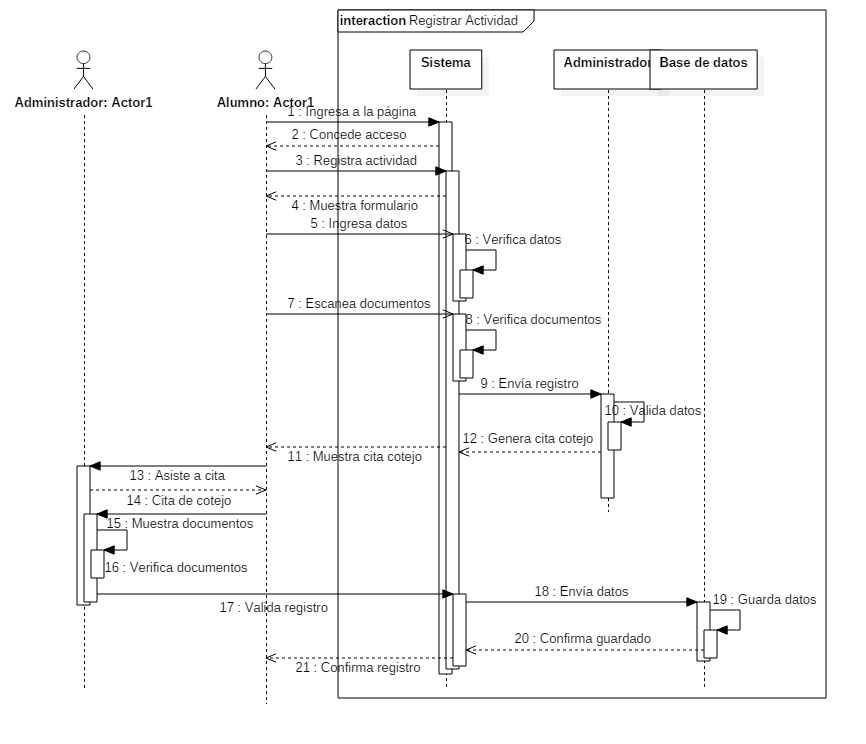 interaction Registrar Actividad
Administrador: Actor1
Alumno: Actor1
Sistema
Administrador
Base de datos
1 : Ingresa a la página
2 : Concede acceso
3 : Registra actividad
4 : Muestra formulario
5 : Ingresa datos
6 : Verifica datos
7 : Escanea documentos
8 : Verifica documentos
9 : Envía registro
10 : Valida datos
12 : Genera cita cotejo
11 : Muestra cita cotejo
13 : Asiste a cita
14 : Cita de cotejo
15 : Muestra documentos
16 : Verifica documentos
17 : Valida registro
18 : Envía datos
19 : Guarda datos
20 : Confirma guardado
21 : Confirma registro